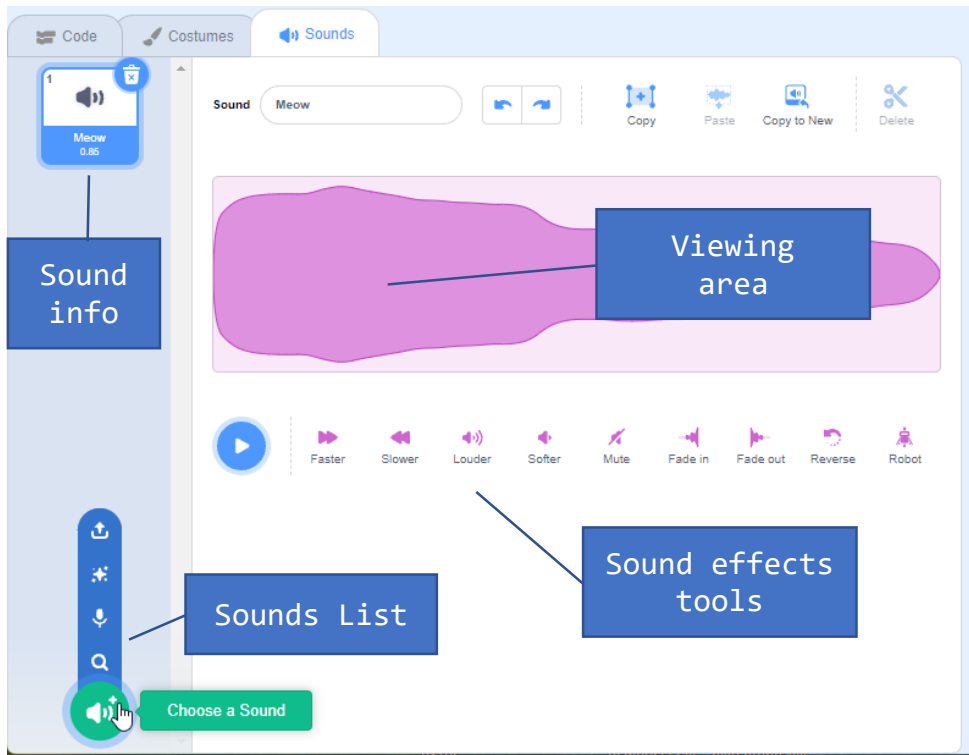 Code
Costumes
Sounds
1
Meow
0.85
Sound
Meow
Copy
Paste
Copy to New
Delete
Sound
info
Viewing
area
Faster
Slower
Louder
Softer
Mute
Fade in
Fade out
Reverse
Robot
Sound effects
tools
Sounds List
Choose a Sound